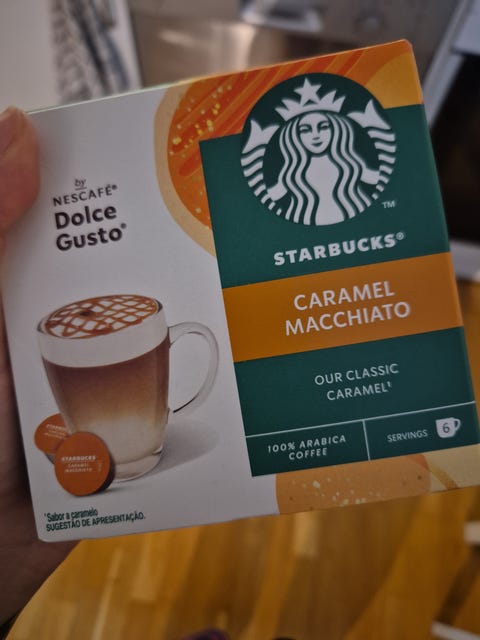 by
NESCAFÉ®
Dolce
Gusto®
TM
STARBUCKS®
CARAMEL
MACCHIATO
OUR CLASSIC
CARAMEL¹
100% ARABICA
COFFEE
SERVINGS 6
STARBUCKS
STARBUCKS
CARAMEL
MACCHIATO
¹Sabor a caramelo
SUGESTÃO DE APRESENTAÇÃO.